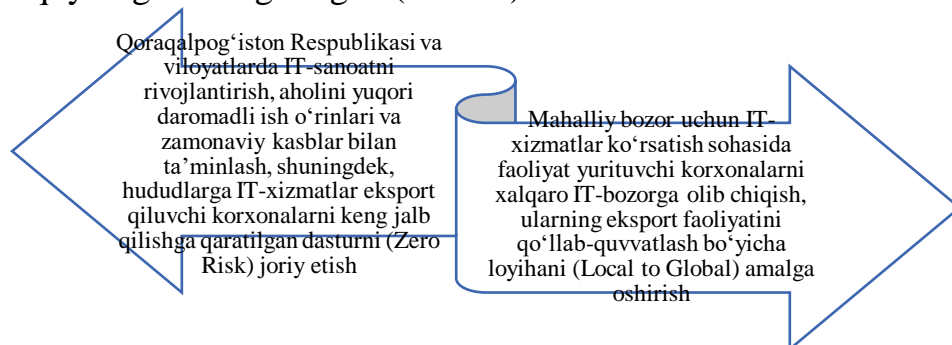 Qoraqalpog‘iston Respublikasi va
viloyatlarda IT-sanoatni
rivojlantirish, aholini yuqori
daromadli ish o‘rinlari va
zamonaviy kasblar bilan
ta’minlash, shuningdek,
hududlarga IT-xizmatlar eksport
qiluvchi korxonalarni keng jalb
qilishga qaratilgan dasturni (Zero
Risk) joriy etish
Mahalliy bozor uchun IT-
xizmatlar ko‘rsatish sohasida
faoliyat yurituvchi korxonalarni
xalqaro IT-bozorga olib chiqish,
ularning eksport faoliyatini
qo‘llab-quvvatlash bo‘yicha
loyihani (Local to Global) amalga
oshirish